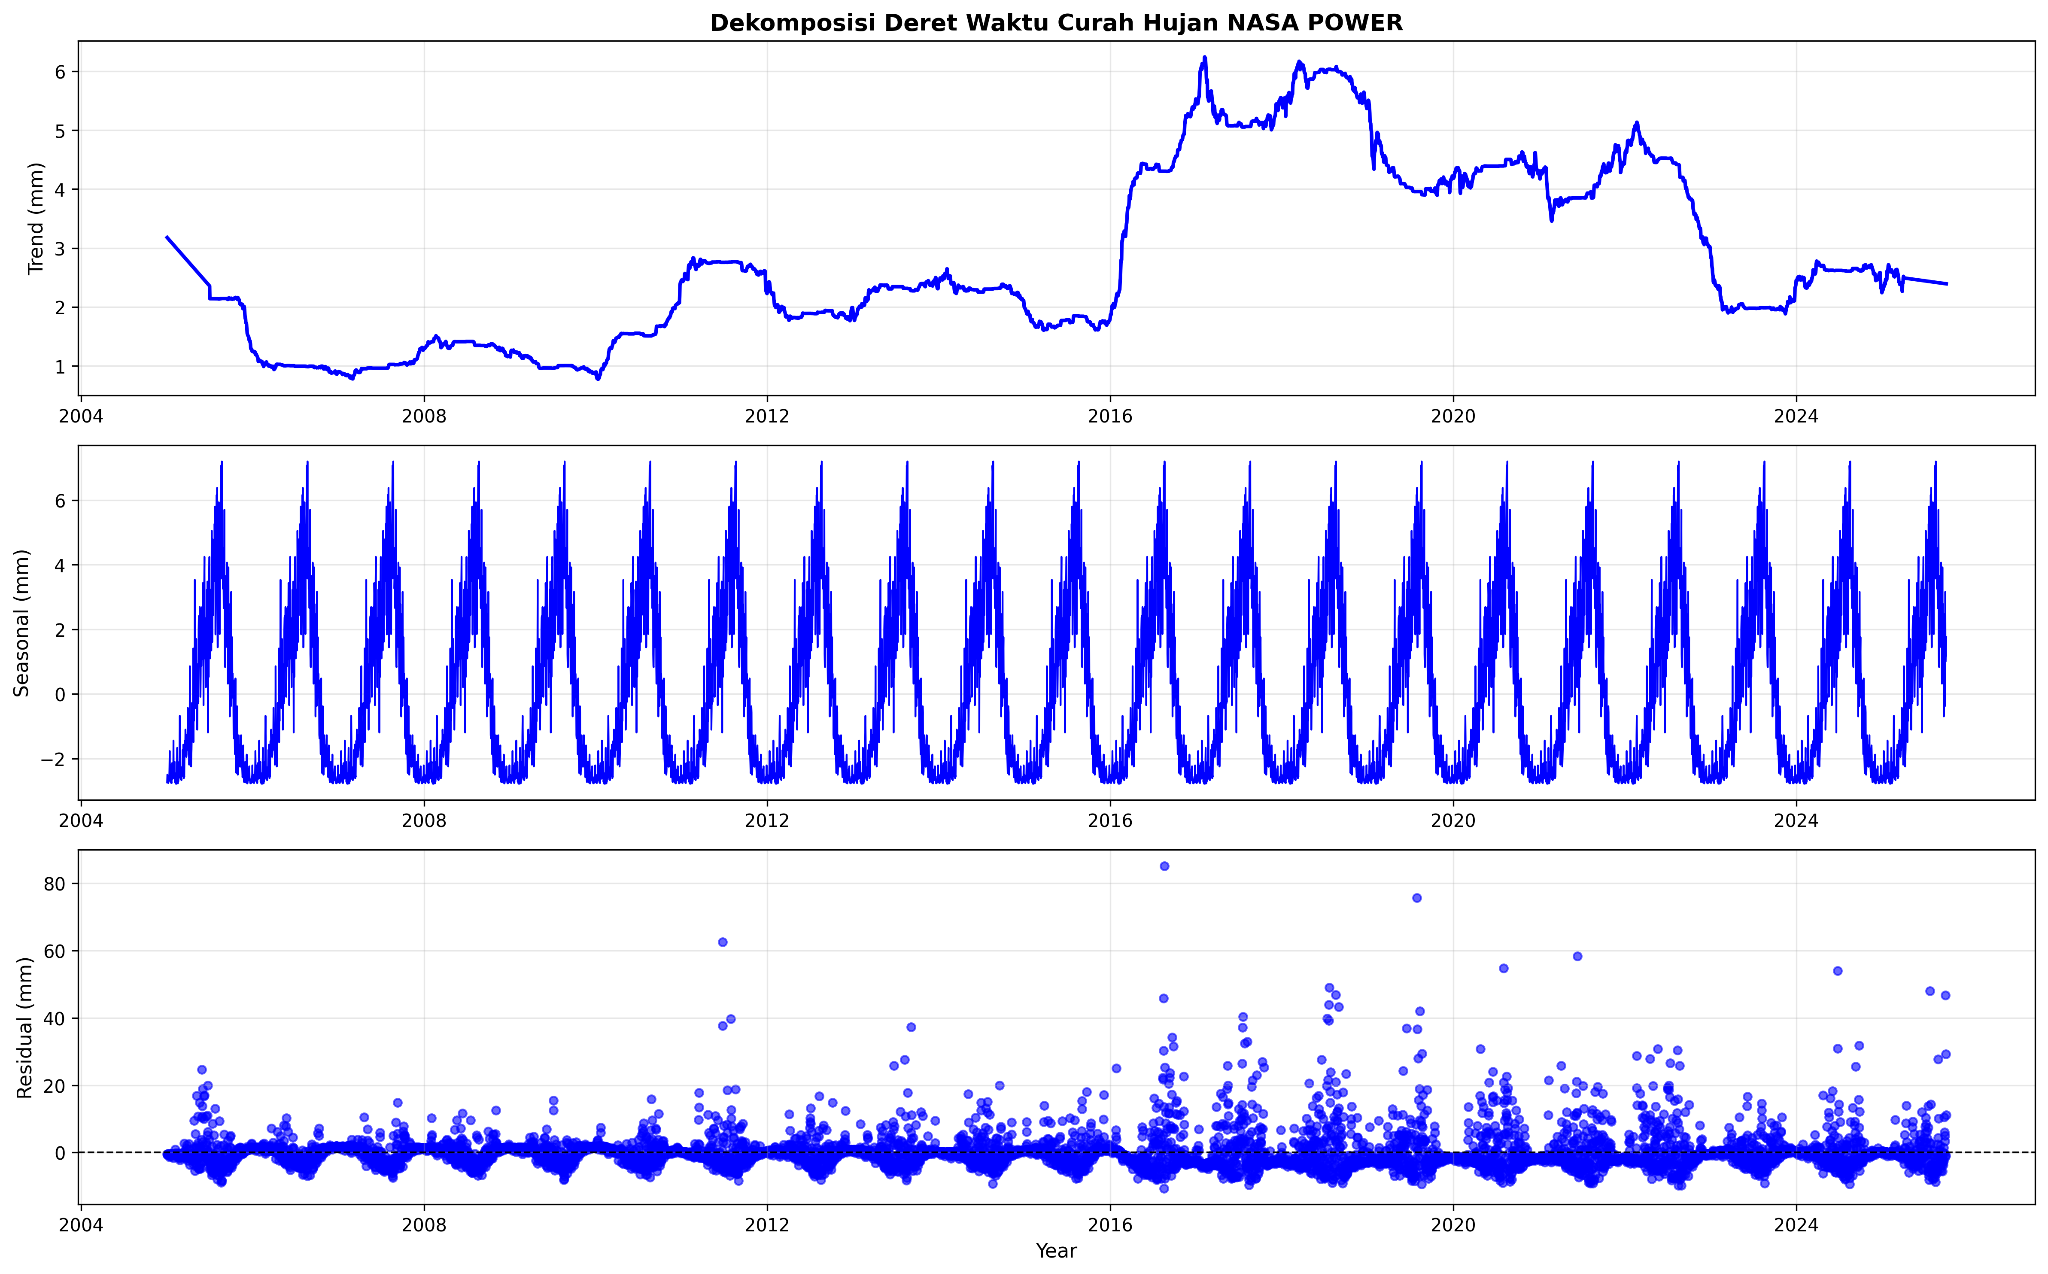 Dekomposisi Deret Waktu Curah Hujan NASA POWER
Trend (mm)
6
5
4
3
2
1
2004 2008 2012 2016 2020 2024
Seasonal (mm)
6
4
2
0
−2
2004 2008 2012 2016 2020 2024
Residual (mm)
80
60
40
20
0
2004 2008 2012 2016 2020 2024
Year